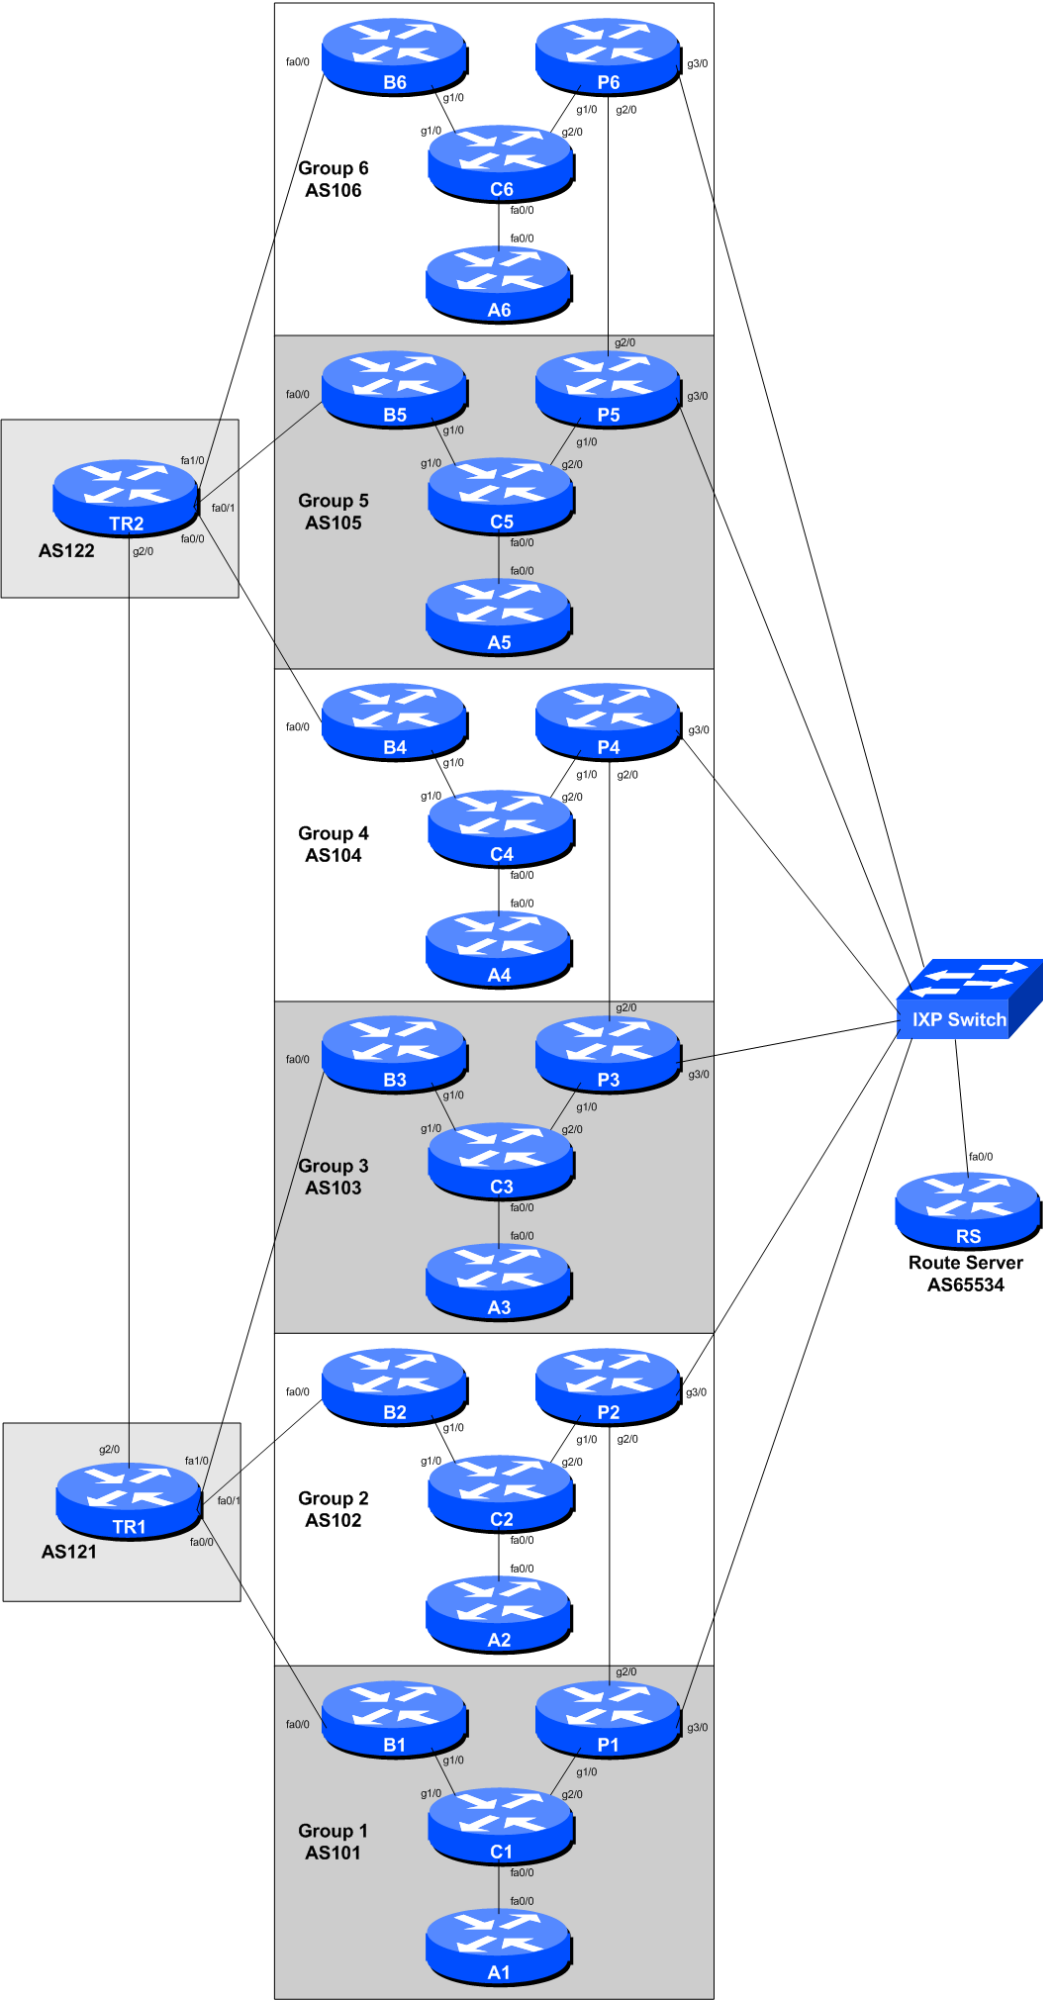 fa0/0
B6
P6
g3/0
g1/0
g1/0
g2/0
g1/0
g2/0
C6
Group 6
AS106
fa0/0
fa0/0
A6
g2/0
fa0/0
B5
P5
g3/0
g1/0
g1/0
g1/0
g2/0
C5
Group 5
AS105
fa0/0
fa0/0
A5
fa1/0
fa0/1
TR2
fa0/0
AS122
g2/0
fa0/0
B4
P4
g3/0
g1/0
g1/0
g2/0
g1/0
g2/0
C4
Group 4
AS104
fa0/0
fa0/0
A4
g2/0
IXP Switch
fa0/0
B3
P3
g3/0
g1/0
g1/0
g1/0
g2/0
C3
Group 3
AS103
fa0/0
fa0/0
A3
fa0/0
RS
Route Server
AS65534
fa0/0
B2
P2
g3/0
g1/0
g1/0
g2/0
g1/0
g2/0
C2
Group 2
AS102
fa0/0
fa0/0
A2
g2/0
fa1/0
fa0/1
TR1
fa0/0
AS121
g2/0
fa0/0
B1
P1
g3/0
g1/0
g1/0
g1/0
g2/0
C1
Group 1
AS101
fa0/0
fa0/0
A1